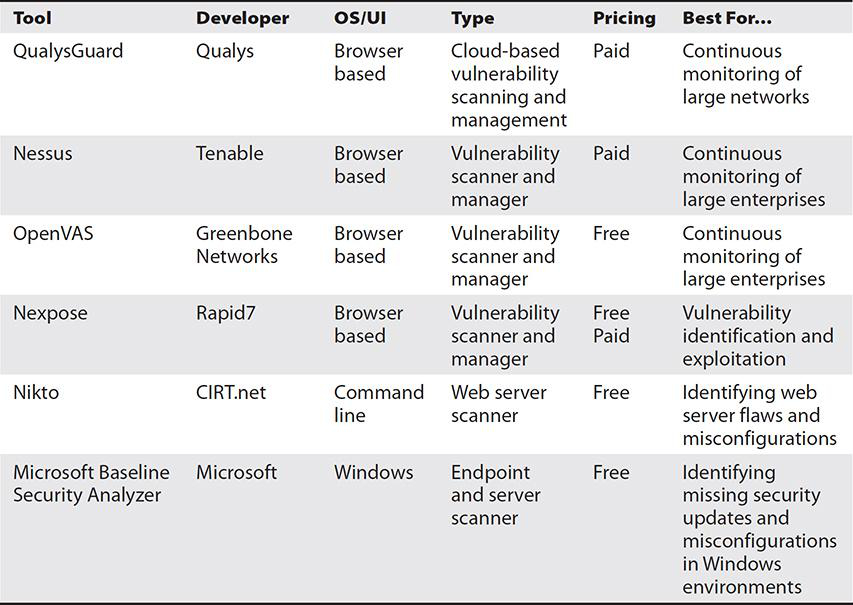 Tool Developer OS/UI Type Pricing Best For...
QualysGuard Qualys Browser Cloud-based Paid Continuous
based vulnerability monitoring of
scanning and large networks
management
Nessus Tenable Browser Vulnerability Paid Continuous
based scanner and monitoring of
manager large enterprises
OpenVAS Greenbone Browser Vulnerability Free Continuous
Networks based scanner and monitoring of
manager large enterprises
Nexpose Rapid7 Browser Vulnerability Free Vulnerability
based scanner and Paid identification and
manager exploitation
Nikto CIRT.net Command Web server Free Identifying web
line scanner server flaws and
misconfigurations
Microsoft Baseline Microsoft Windows Endpoint Free Identifying
Security Analyzer and server missing security
scanner updates and
misconfigurations
in Windows
environments